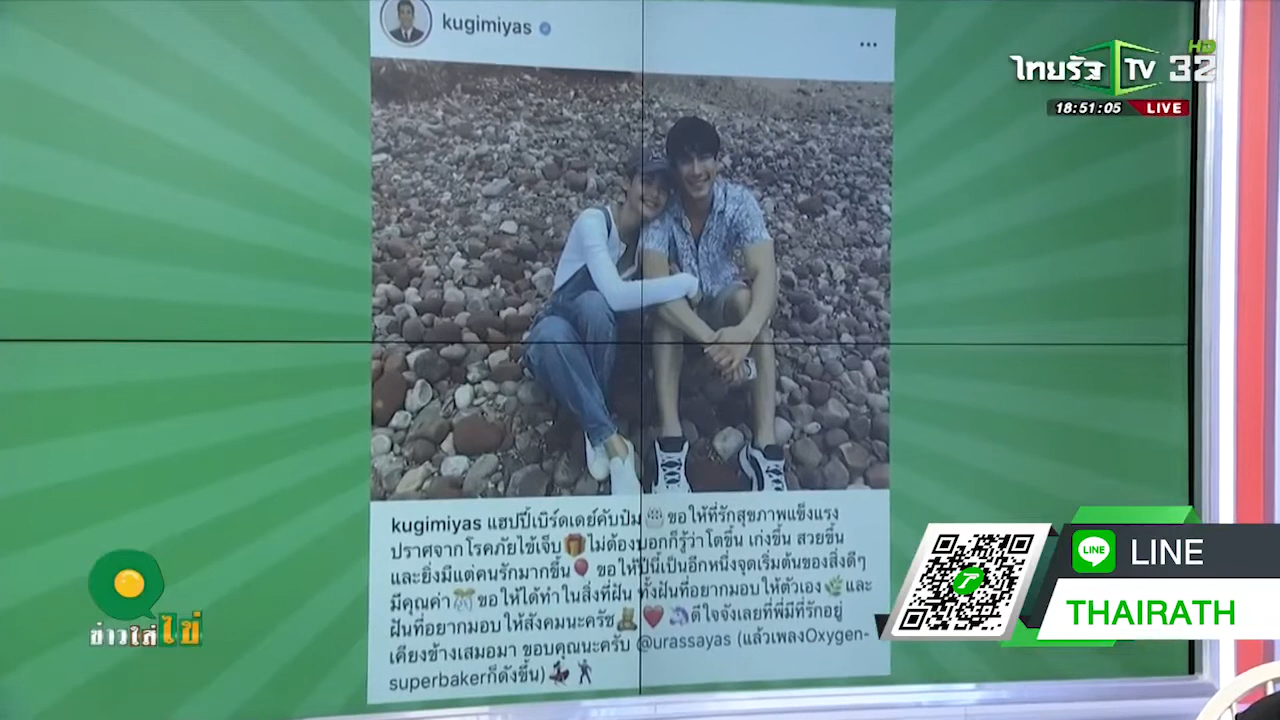 kugimiyas
ไทยรัฐ TV 32 HD
18:51:05 LIVE
kugimiyas แฮปปี้เบิร์ดเดย์คับป๋ม🎂ขอให้ที่รักสุขภาพแข็งแรง
ปราศจากโรคภัยไข้เจ็บ🎁ไม่ต้องบอกก็รู้ว่าโตขึ้น เก่งขึ้น สวยขึ้น
และยิ่งมีแต่คนรักมากขึ้น🎈 ขอให้ปีนี้เป็นอีกหนึ่งจุดเริ่มต้นของสิ่งดีๆ
มีคุณค่า🎊ขอให้ได้ทำในสิ่งที่ฝัน ทั้งฝันที่อยากมอบให้ตัวเอง🌿และ
ฝันที่อยากมอบให้สังคมนะครัช🧸❤️🦄ดีใจจังเลยที่พี่มีที่รักอยู่
เคียงข้างเสมอมา ขอบคุณนะครับ @urassayas (แล้วเพลงOxygen-
superbakerก็ดังขึ้น)💃🕺
ข่าวใส่ไข่
LINE
LINE
THAIRATH